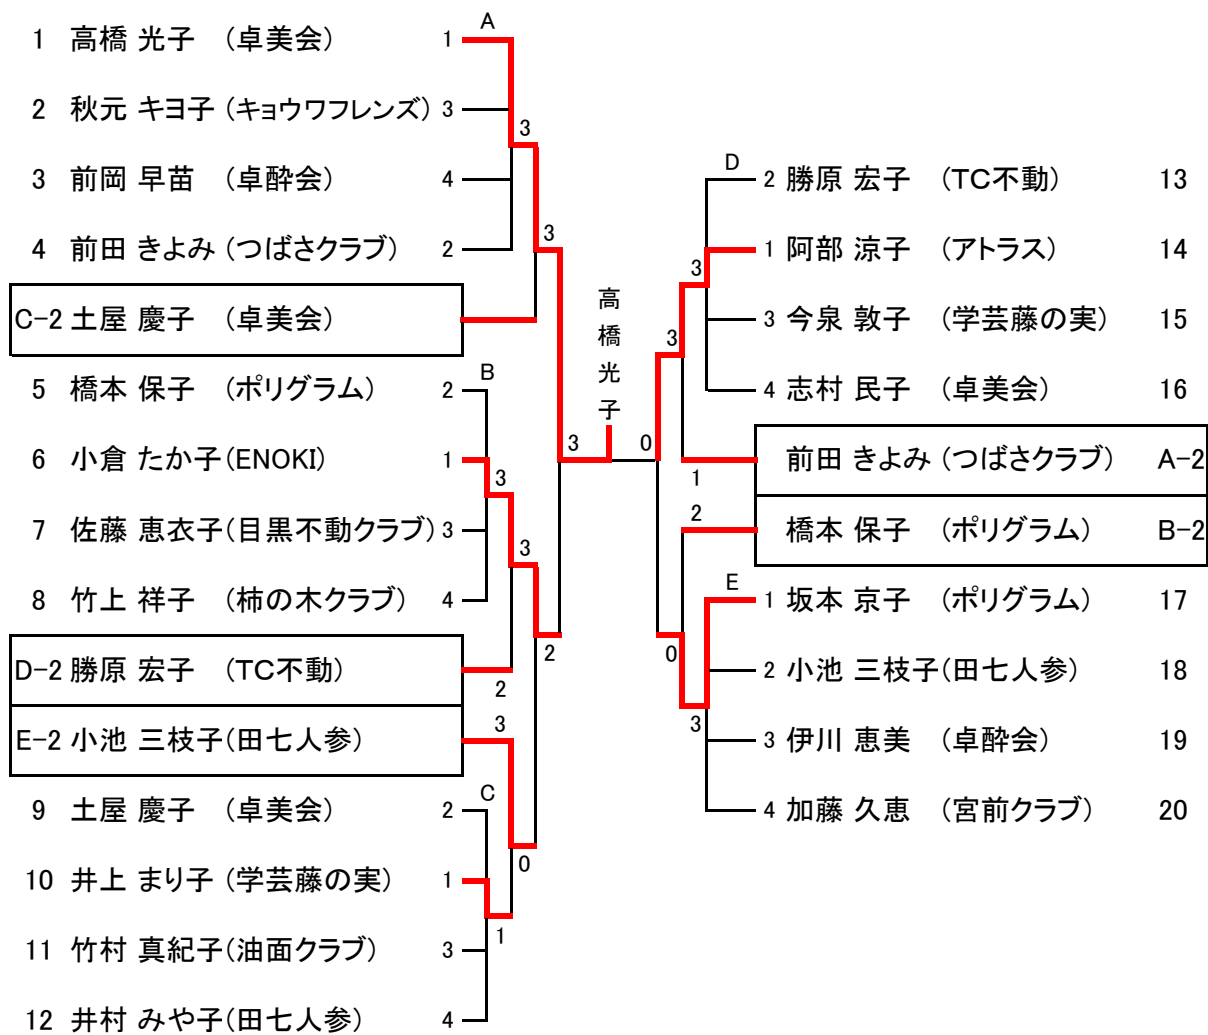 A
1 高橋 光子 (卓美会) 1
2 秋元 キヨ子 (キョウワフレンズ) 3
3
3 前岡 早苗 (卓酔会) 4
4 前田 きよみ (つばさクラブ) 2
3
C-2 土屋 慶子 (卓美会)
B
5 橋本 保子 (ポリグラム) 2
6 小倉 たか子 (ENOKI) 1
3
7 佐藤 恵衣子 (目黒不動クラブ) 3
3
8 竹上 祥子 (柿の木クラブ) 4
D-2 勝原 宏子 (TC不動)
2
2
E-2 小池 三枝子 (田七人参)
3
C
9 土屋 慶子 (卓美会) 2
0
10 井上 まり子 (学芸藤の実) 1
1
11 竹村 真紀子 (油面クラブ) 3
12 井村 みや子 (田七人参) 4
高橋光子
3 0
D
2 勝原 宏子 (TC不動) 13
1 阿部 涼子 (アトラス) 14
3
3 今泉 敦子 (学芸藤の実) 15
3
4 志村 民子 (卓美会) 16
前田 きよみ (つばさクラブ) A-2
1
2
橋本 保子 (ポリグラム) B-2
E
1 坂本 京子 (ポリグラム) 17
0
2 小池 三枝子 (田七人参) 18
3
3 伊川 恵美 (卓酔会) 19
4 加藤 久恵 (宮前クラブ) 20